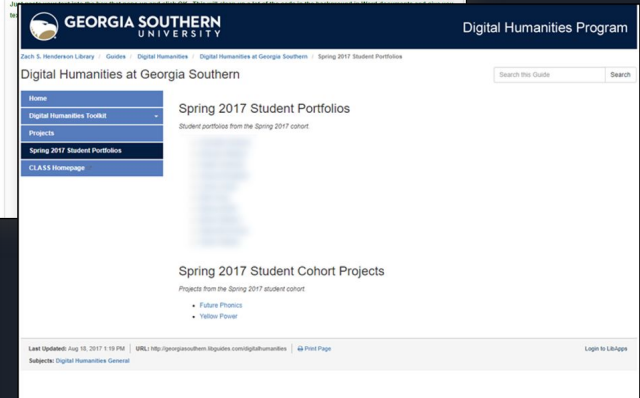 GEORGIA SOUTHERN
UNIVERSITY
Digital Humanities Program
Zach S. Henderson Library / Guides / Digital Humanities / Digital Humanities at Georgia Southern / Spring 2017 Student Portfolios
Digital Humanities at Georgia Southern
Search this Guide
Search
Home
Digital Humanities Toolkit
Projects
Spring 2017 Student Portfolios
CLASS Homepage
Spring 2017 Student Portfolios
Student portfolios from the Spring 2017 cohort.
Spring 2017 Student Cohort Projects
Projects from the Spring 2017 student cohort.
Future Phonics
Yellow Power
Last Updated: Aug 18, 2017 1:19 PM
URL: http://georgiasouthern.libguides.com/digitalhumanities
Print Page
Login to LibApps
Subjects: Digital Humanities General